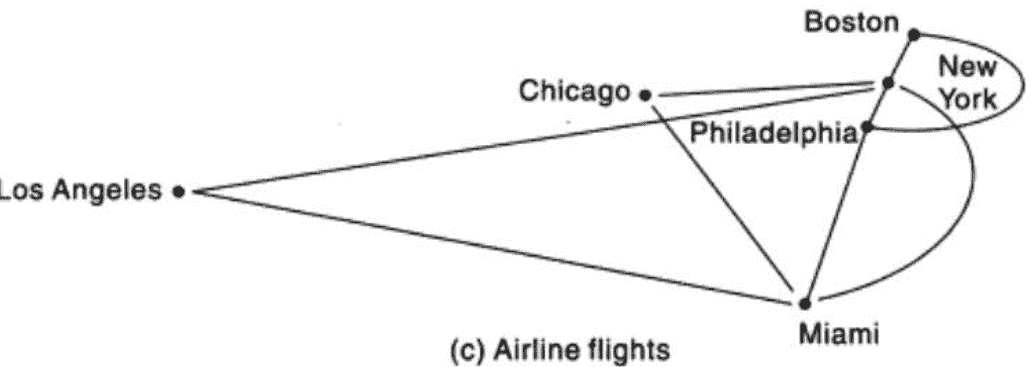 Boston
New
York
Chicago
Philadelphia
Los Angeles
Miami
(c) Airline flights